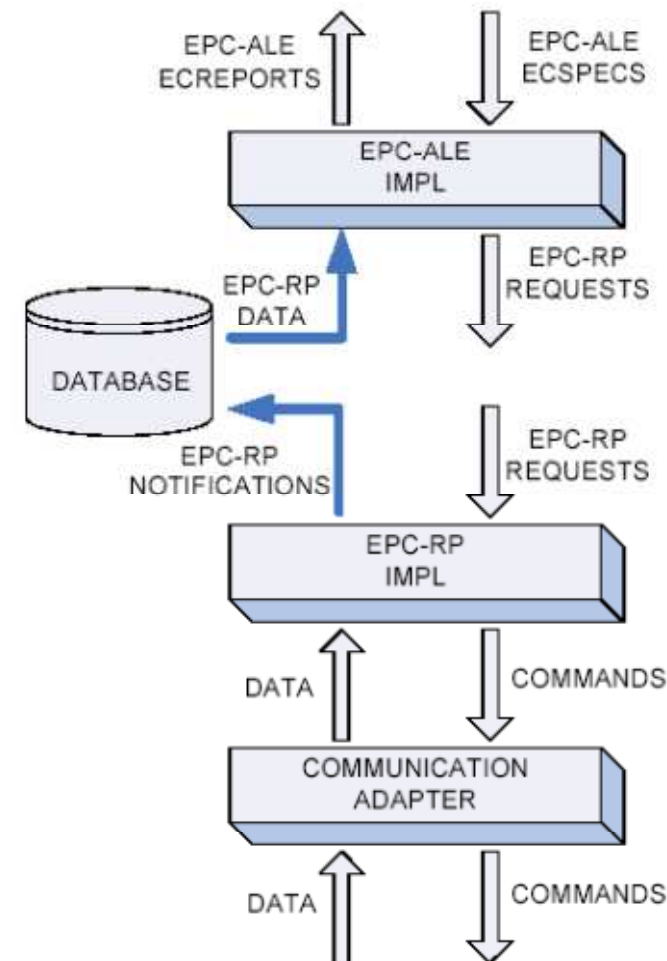 EPC-ALE
ECREPORTS
EPC-ALE
ECSPECS
EPC-ALE
IMPL
EPC-RP
DATA
EPC-RP
REQUESTS
DATABASE
EPC-RP
NOTIFICATIONS
EPC-RP
REQUESTS
EPC-RP
IMPL
DATA
COMMANDS
COMMUNICATION
ADAPTER
DATA
COMMANDS